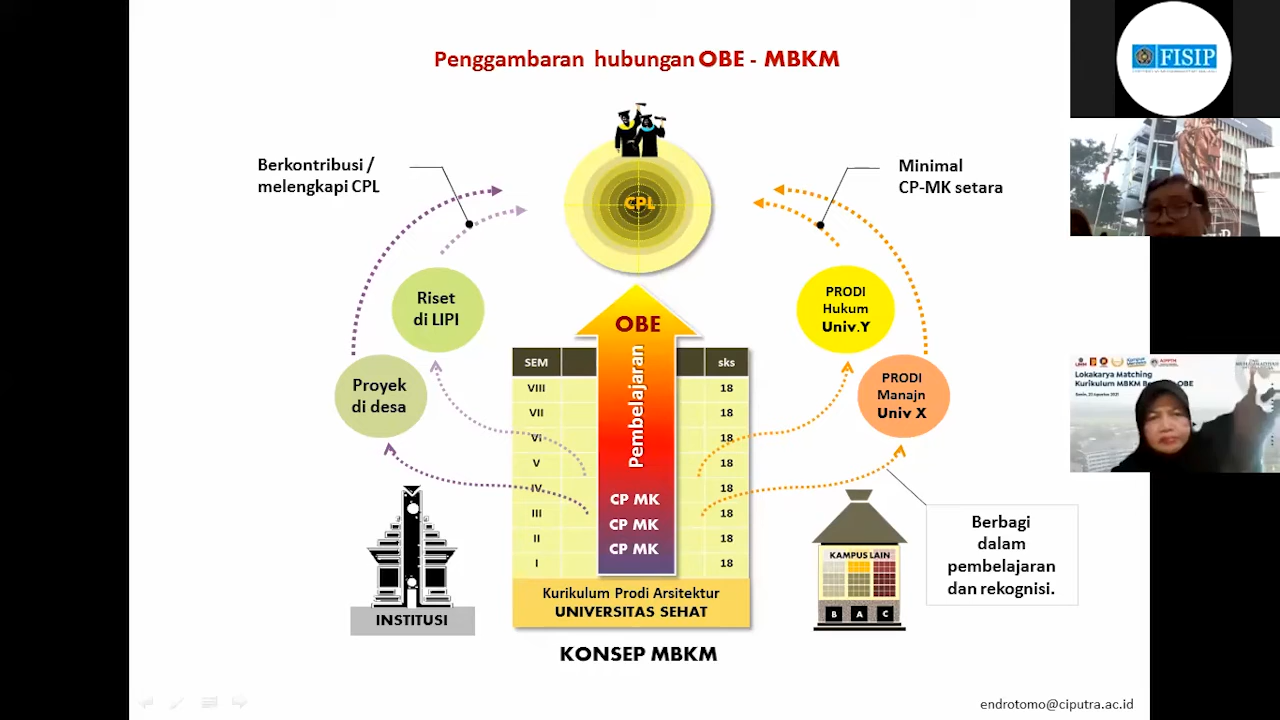 Penggambaran hubungan OBE - MBKM
FISIP
Berkontribusi /
melengkapi CPL
CPL
Minimal
CP-MK setara
Riset
di LIPI
PRODI
Hukum
Univ.Y
OBE
Proyek
di desa
PRODI
Manajn
Univ X
Pembelajaran
SEM sks
VIII 18
VII 18
VI 18
V 18
IV 18
III 18
II 18
I 18
CP MK
CP MK
CP MK
Kurikulum Prodi Arsitektur
UNIVERSITAS SEHAT
KONSEP MBKM
INSTITUSI
KAMPUS LAIN
B A C
Berbagi
dalam
pembelajaran
dan rekognisi.
Lokakarya Matching
Kurikulum MBKM
OBE
endrotomo@ciputra.ac.id